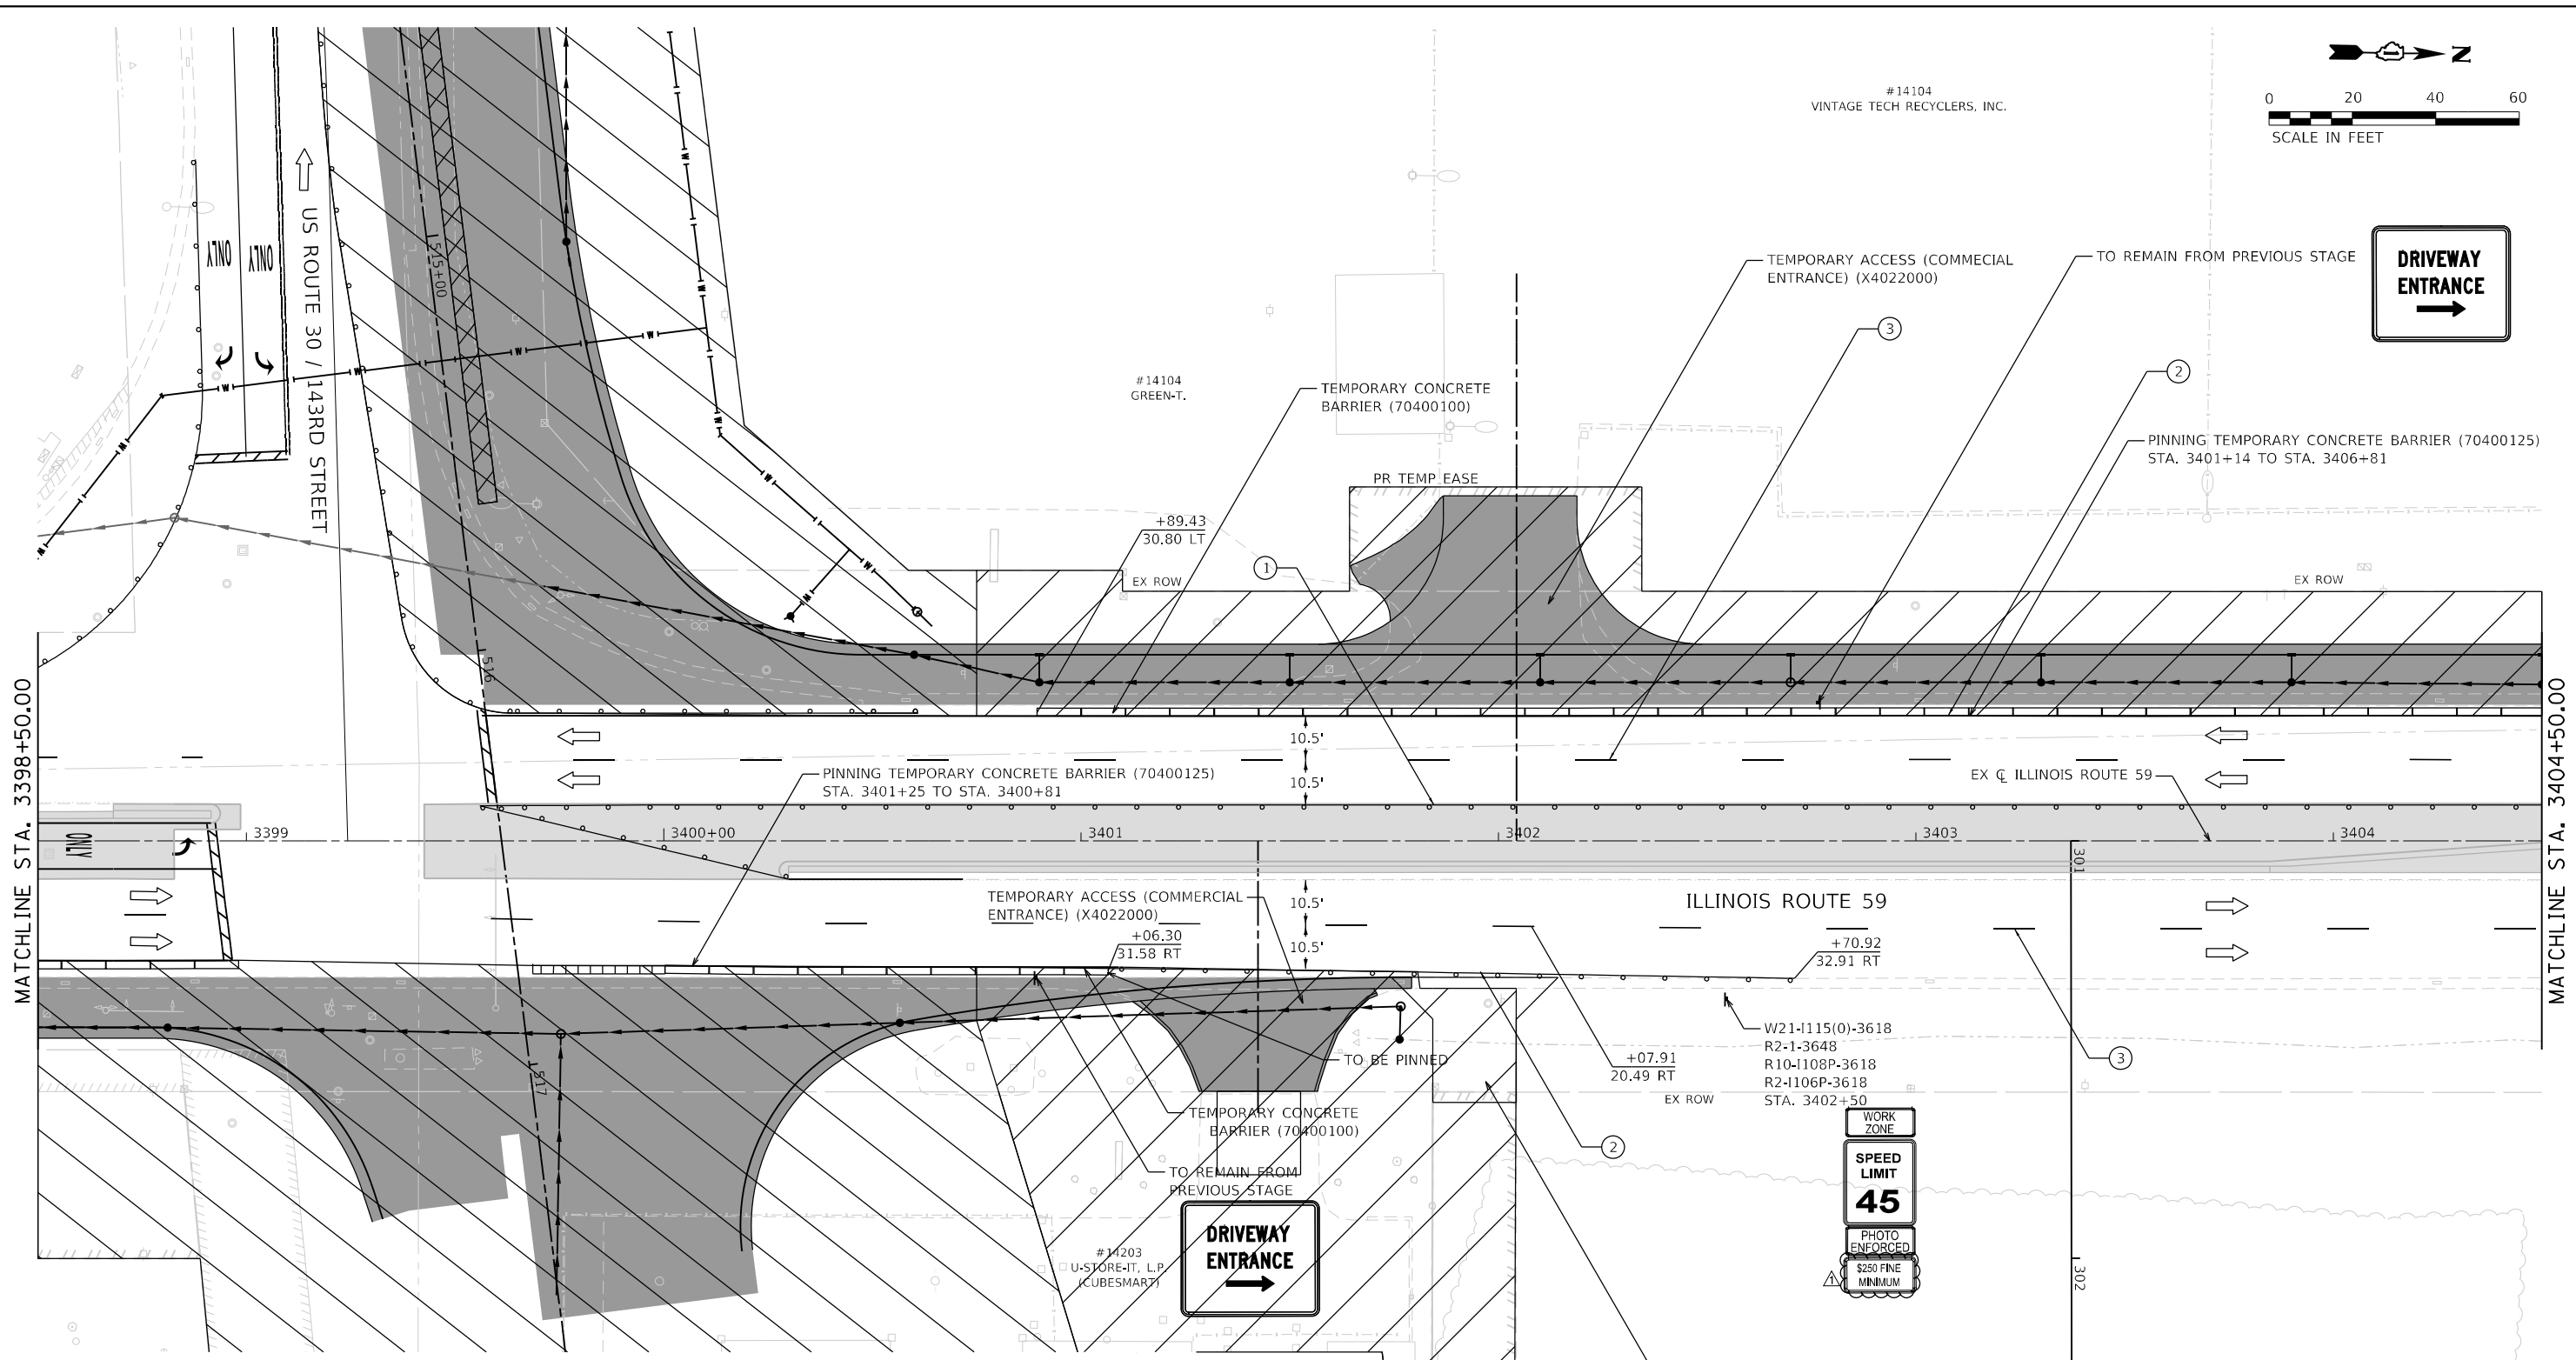 N
0 20 40 60
SCALE IN FEET
#14104
VINTAGE TECH RECYCLERS, INC.
DRIVEWAY
ENTRANCE
TEMPORARY ACCESS (COMMECIAL
ENTRANCE) (X4022000)
TO REMAIN FROM PREVIOUS STAGE
3
2
PINNING TEMPORARY CONCRETE BARRIER (70400125)
STA. 3401+14 TO STA. 3406+81
US ROUTE 30 / 143RD STREET
ONLY
ONLY
515+00
W W W W
W W W W
W W W W
#14104
GREEN-T.
TEMPORARY CONCRETE
BARRIER (70400100)
PR TEMP EASE
+89.43
30.80 LT
1
EX ROW
EX ROW
516
MATCHLINE STA. 3398+50.00
MATCHLINE STA. 3404+50.00
10.5'
10.5'
PINNING TEMPORARY CONCRETE BARRIER (70400125)
STA. 3401+25 TO STA. 3400+81
EX ℄ ILLINOIS ROUTE 59
ONLY
3399
3400+00
3401
3402
3403
3404
301
TEMPORARY ACCESS (COMMERCIAL
ENTRANCE) (X4022000)
10.5'
10.5'
ILLINOIS ROUTE 59
+06.30
31.58 RT
+70.92
32.91 RT
W21-I115(0)-3618
R2-1-3648
R10-I108P-3618
R2-I106P-3618
STA. 3402+50
3
TO BE PINNED
+07.91
20.49 RT
EX ROW
517
TEMPORARY CONCRETE
BARRIER (70400100)
2
TO REMAIN FROM
PREVIOUS STAGE
WORK
ZONE
SPEED
LIMIT
45
PHOTO
ENFORCED
$250 FINE
MINIMUM
1
302
#14203
U-STORE-IT, L.P.
(CUBESMART)
DRIVEWAY
ENTRANCE